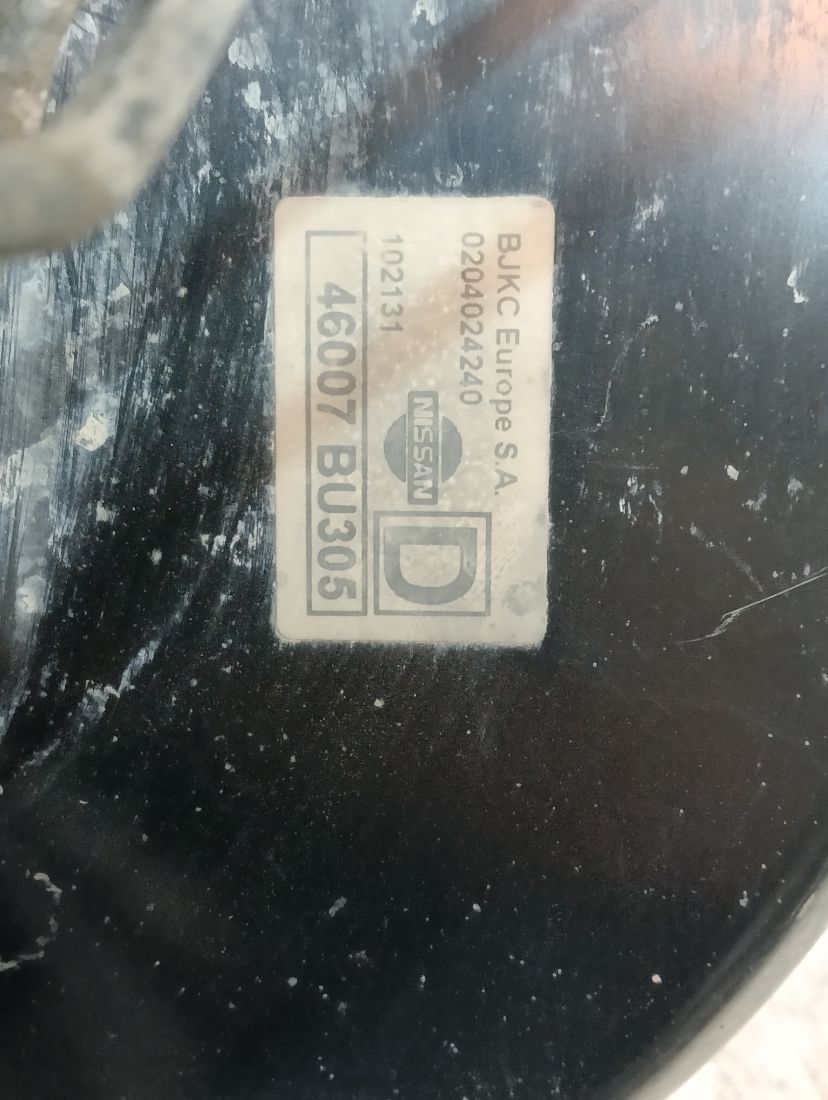 BJKC Europe S.A.
0204024240
102131
NISSAN
D
46007 BU305